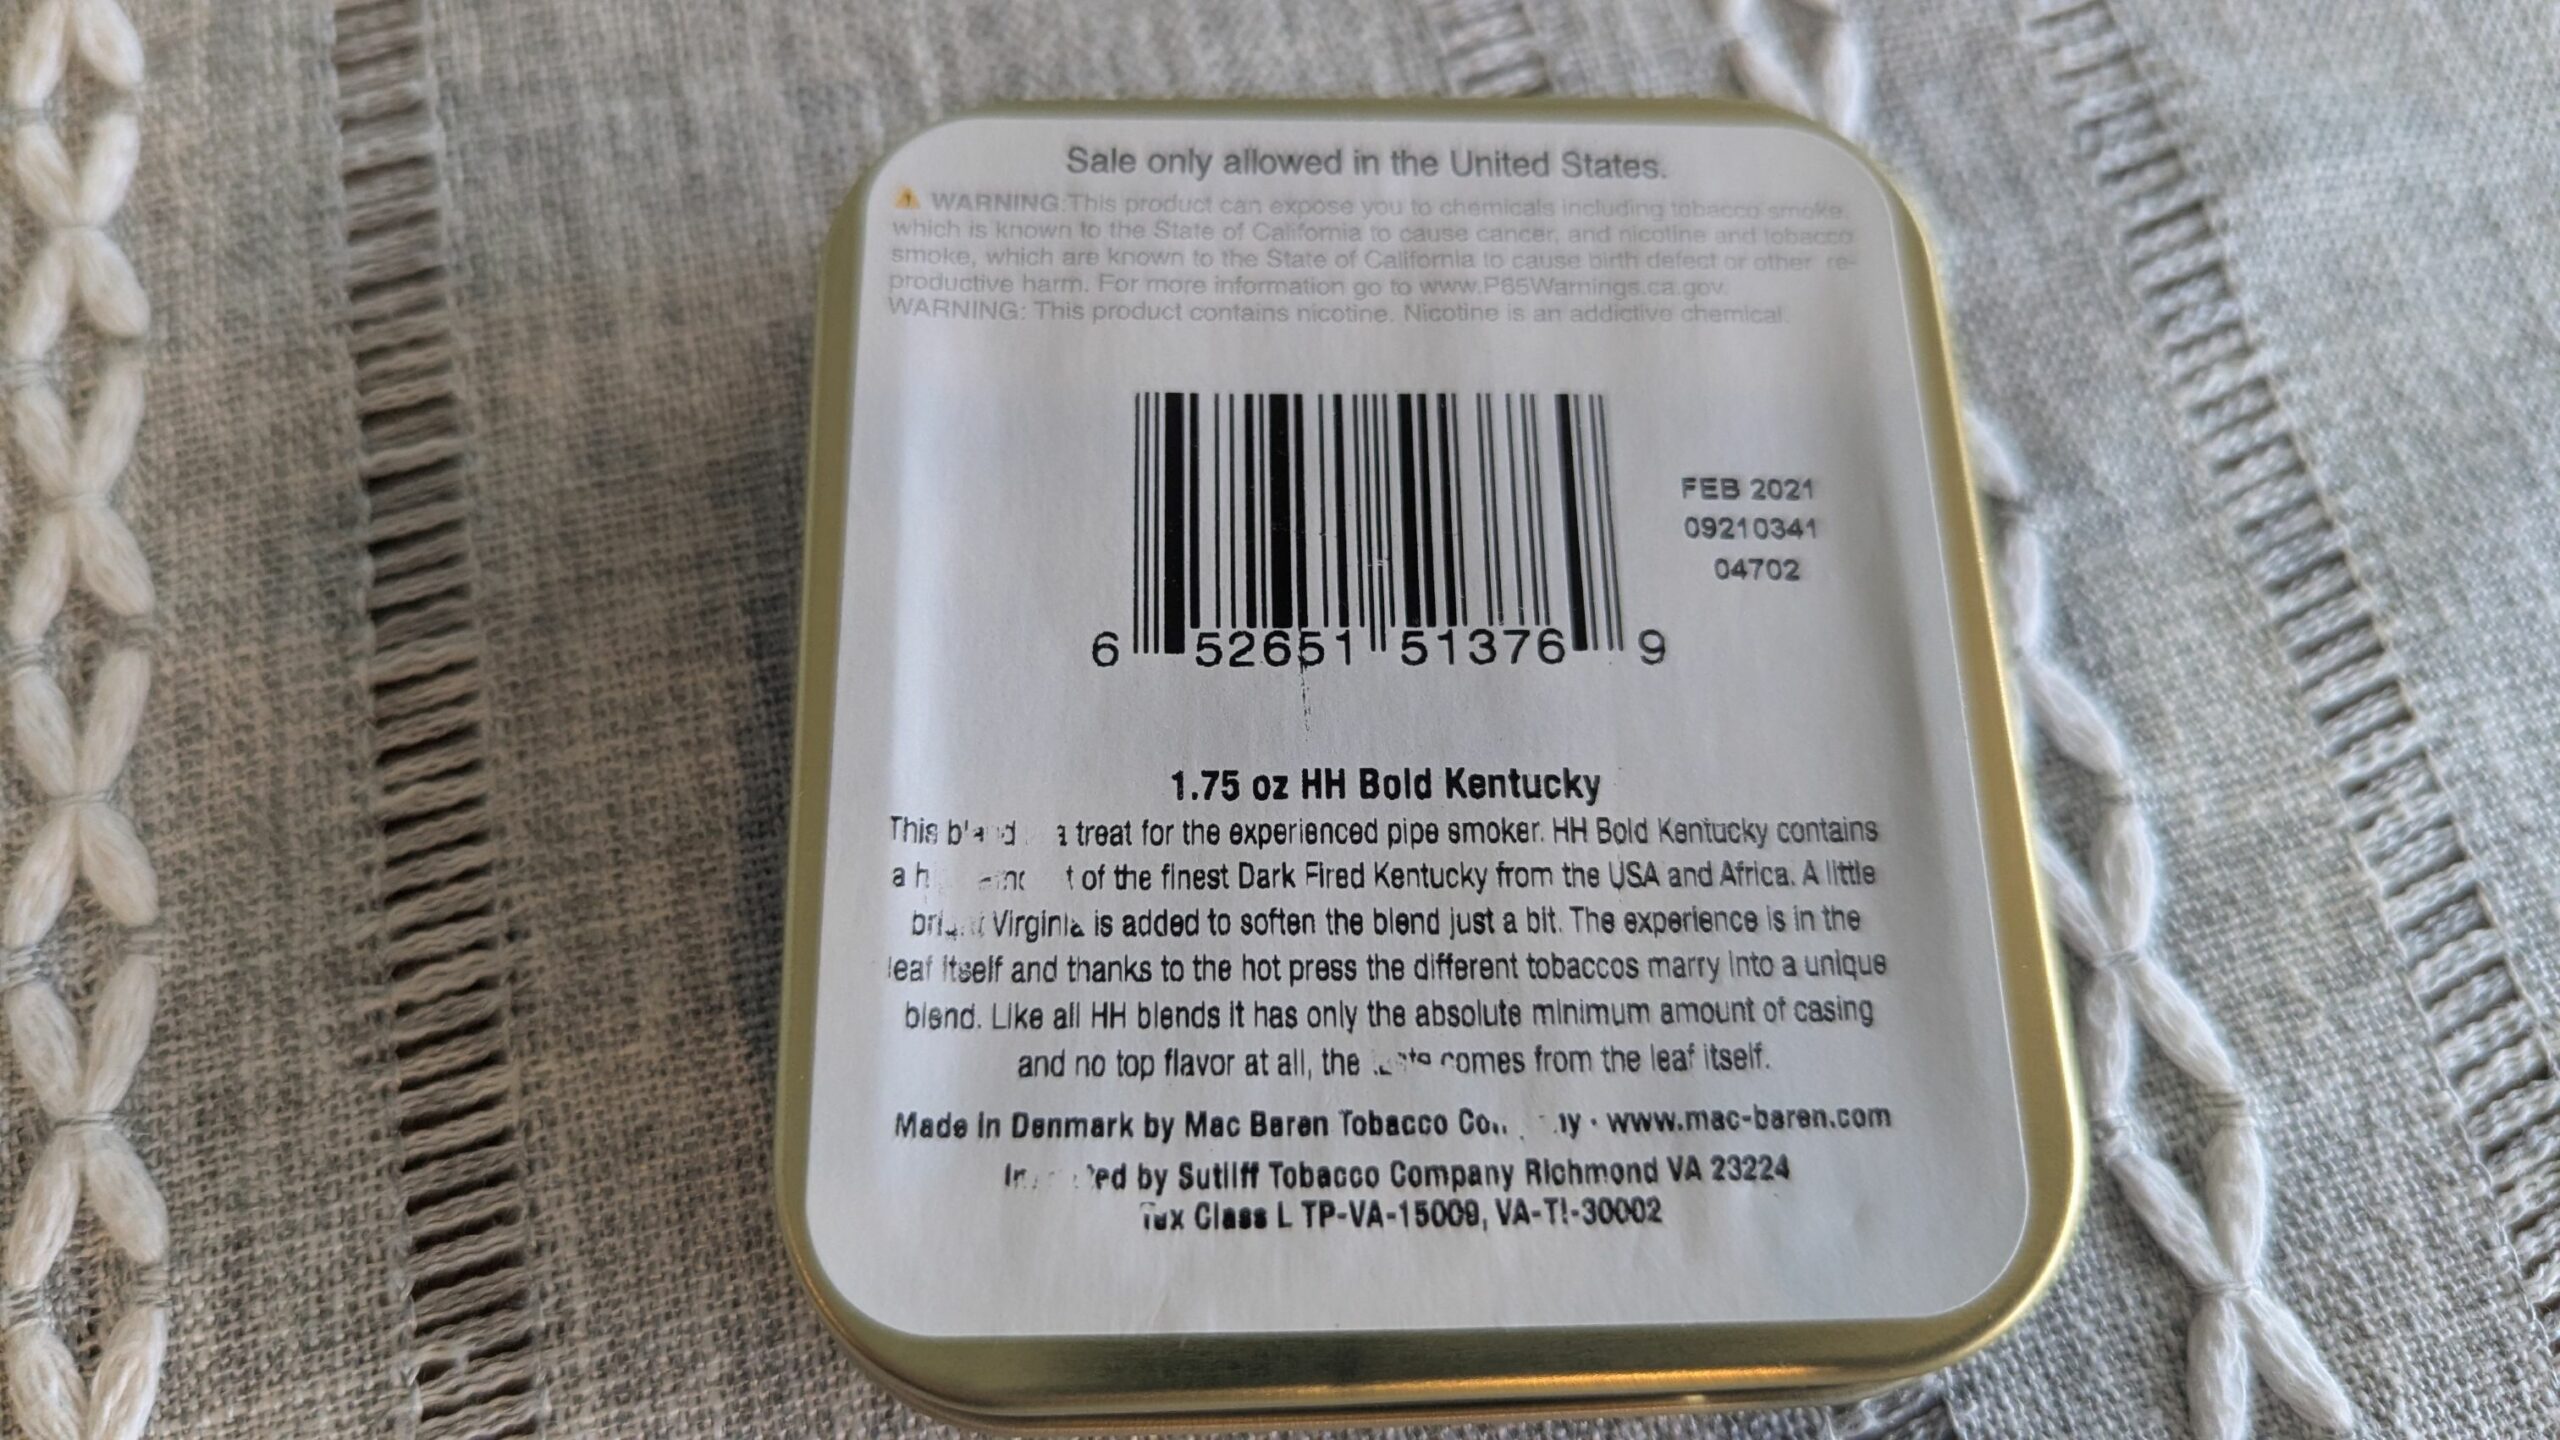 Sale only allowed in the United States.
WARNING:This product can expose you to chemicals including tobacco smoke,
which is known to the State of California to cause cancer, and nicotine and tobacco
smoke, which are known to the State of California to cause birth defect or other re-
productive harm. For more information go to www.P65Warnings.ca.gov.
WARNING: This product contains nicotine. Nicotine is an addictive chemical.
6 52651 51376 9
FEB 2021
09210341
04702
1.75 oz HH Bold Kentucky
This a treat for the experienced pipe smoker. HH Bold Kentucky contains
a of the finest Dark Fired Kentucky from the USA and Africa. A little
Virginia is added to soften the blend just a bit. The experience is in the
leaf itself and thanks to the hot press the different tobaccos marry into a unique
blend. Like all HH blends it has only the absolute minimum amount of casing
and no top flavor at all, the comes from the leaf itself.
Made in Denmark by Mac Baren Tobacco · www.mac-baren.com
by Sutliff Tobacco Company Richmond VA 23224
Tax Class L TP-VA-15009, VA-TI-30002